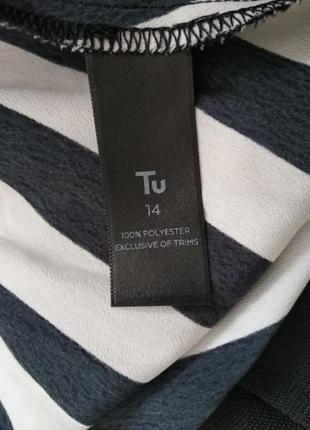 Tu
14
100% POLYESTER
EXCLUSIVE OF TRIMS